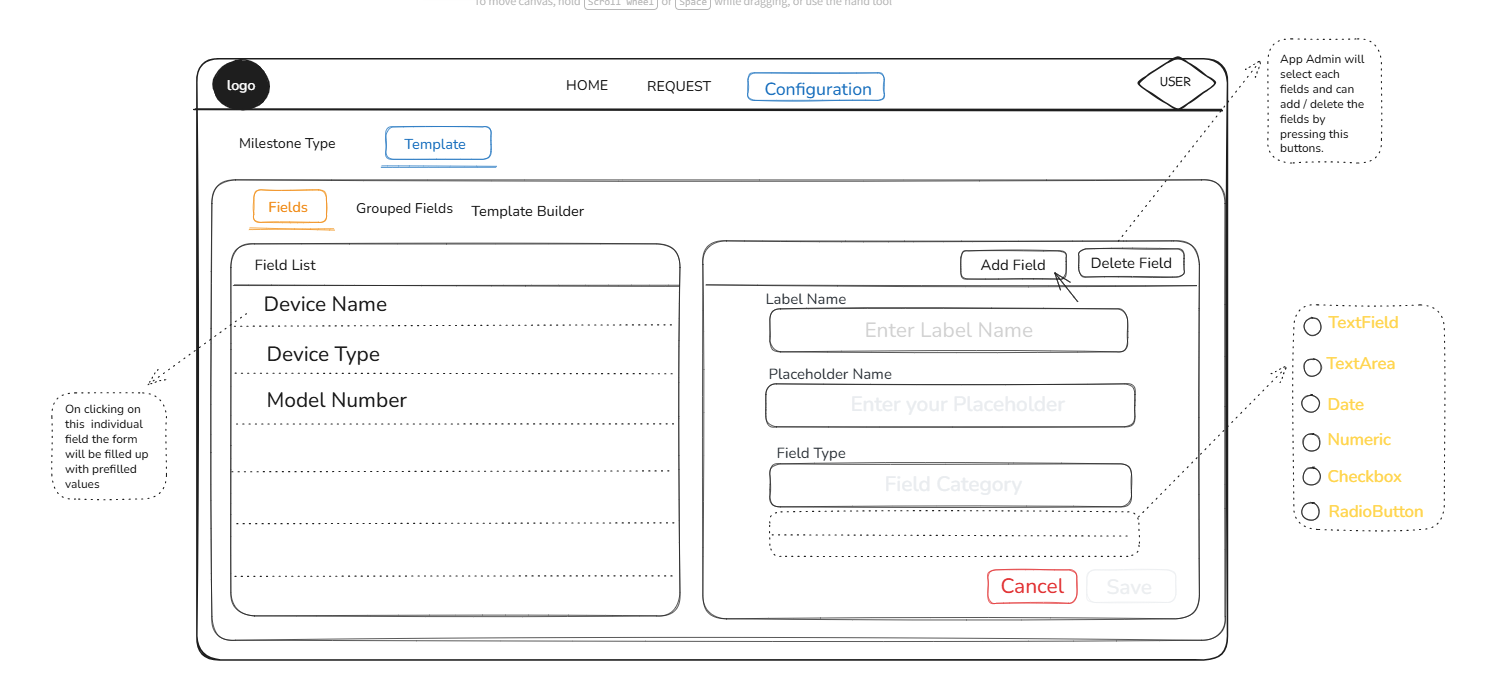 To move canvas, hold Scroll wheel or Space while dragging, or use the hand tool
logo
HOME
REQUEST
Configuration
USER
App Admin will
select each
fields and can
add / delete the
fields by
pressing this
buttons.
Milestone Type
Template
Fields
Grouped Fields
Template Builder
Field List
Device Name
Device Type
Model Number
On clicking on
this individual
field the form
will be filled up
with prefilled
values
Add Field
Delete Field
Label Name
Enter Label Name
Placeholder Name
Enter your Placeholder
Field Type
Field Category
Cancel
Save
TextField
TextArea
Date
Numeric
Checkbox
RadioButton